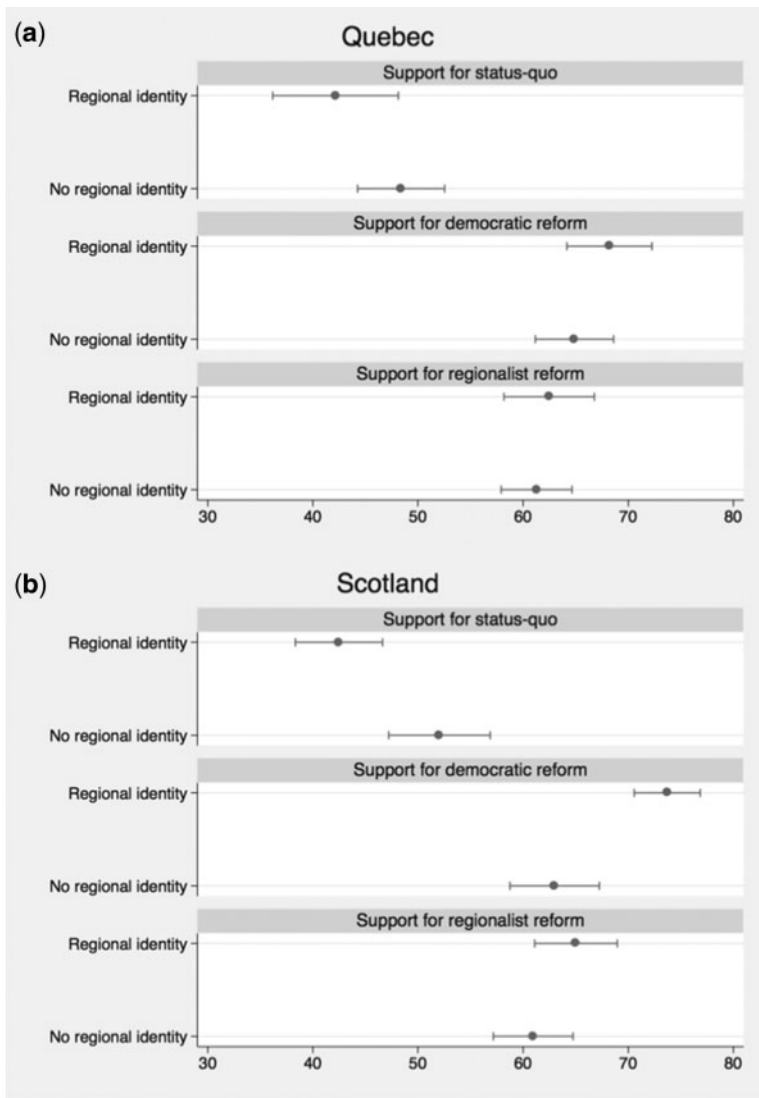 (a)
Quebec
Support for status-quo
Regional identity
No regional identity
Support for democratic reform
Regional identity
No regional identity
Support for regionalist reform
Regional identity
No regional identity
30 40 50 60 70 80
(b)
Scotland
Support for status-quo
Regional identity
No regional identity
Support for democratic reform
Regional identity
No regional identity
Support for regionalist reform
Regional identity
No regional identity
30 40 50 60 70 80